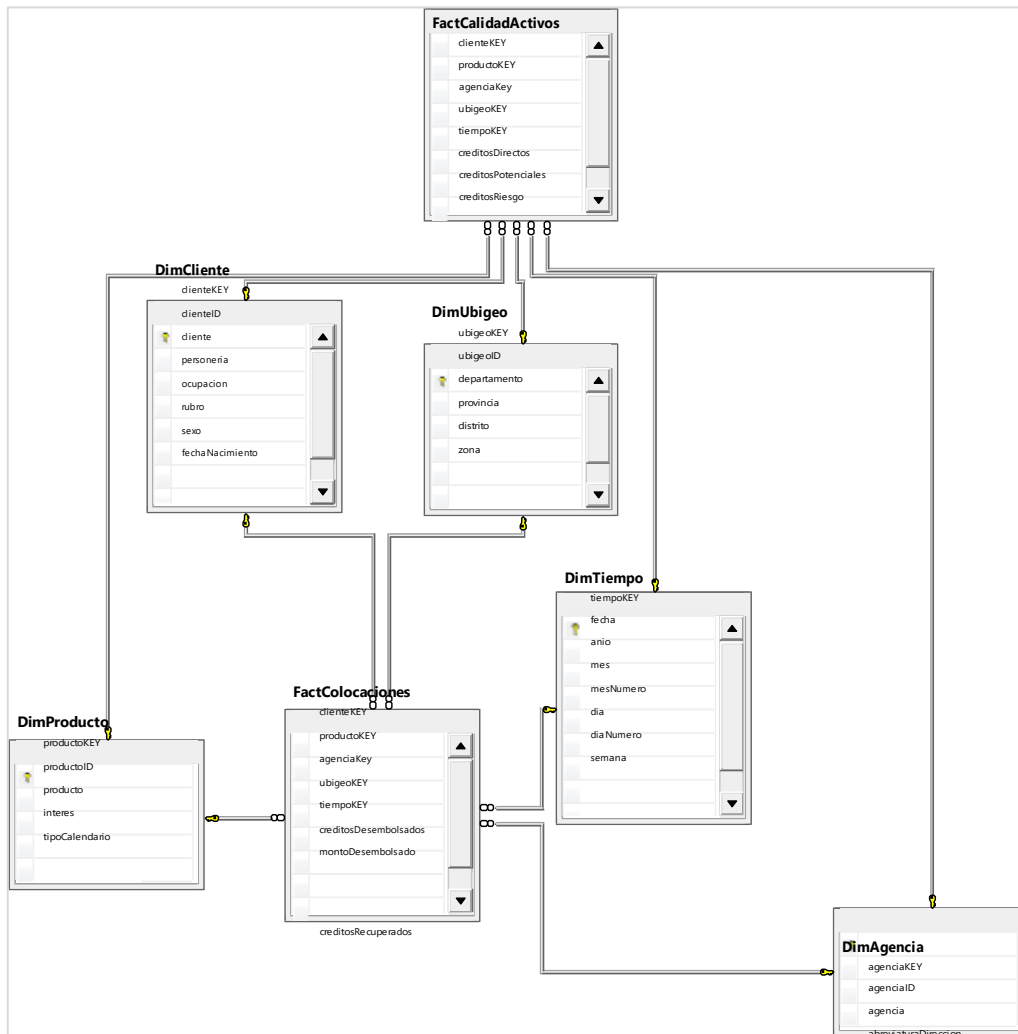 FactCalidadActivos
clienteKEY
productoKEY
agenciaKey
ubigeoKEY
tiempoKEY
creditosDirectos
creditosPotenciales
creditosRiesgo
DimCliente
clienteKEY
clienteID
cliente
personeria
ocupacion
rubro
sexo
fechaNacimiento
DimUbigeo
ubigeoKEY
ubigeoID
departamento
provincia
distrito
zona
DimTiempo
tiempoKEY
fecha
anio
mes
mesNumero
dia
diaNumero
semana
FactColocaciones
clienteKEY
productoKEY
agenciaKey
ubigeoKEY
tiempoKEY
creditosDesembolsados
montoDesembolsado
creditosRecuperados
DimProducto
productoKEY
productoID
producto
interes
tipoCalendario
DimAgencia
agenciaKEY
agenciaID
agencia
abreviaturaDireccion